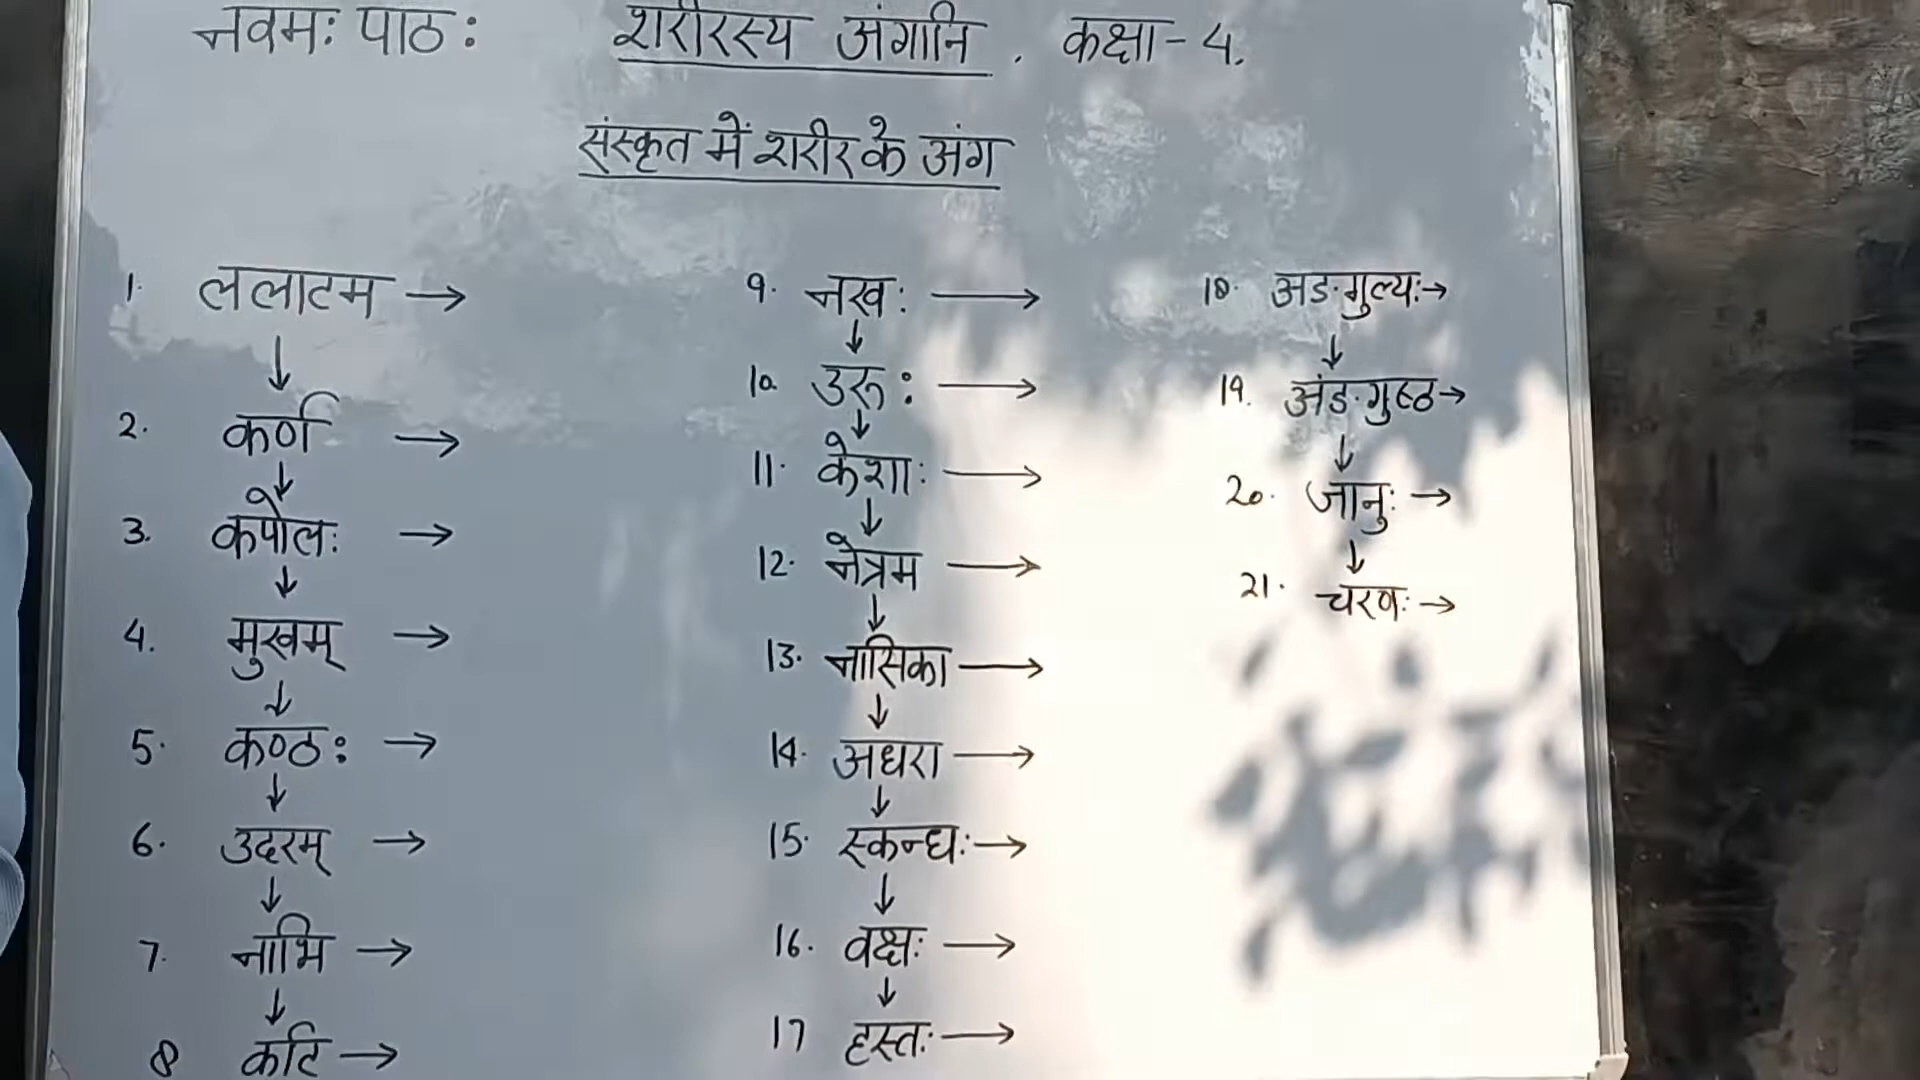 नवमः पाठः शरीरस्य अंगानि . कक्षा - 4.
संस्कृत में शरीर के अंग
1. ललाटम →
↓
2. कर्ण →
↓
3. कपोलः →
↓
4. मुखम् →
↓
5. कण्ठः →
↓
6. उदरम् →
↓
7. नाभि →
↓
8 कटि →
9. नखः →
↓
10 उरूः →
↓
11. केशाः →
↓
12. नेत्रम →
↓
13. नासिका →
↓
14. अधरा →
↓
15. स्कन्धः →
↓
16. वक्षः →
↓
17 हस्तः →
18. अड.गुल्यः →
↓
19. अंड.गुष्ठ →
↓
20. जानुः →
↓
21. चरणः →